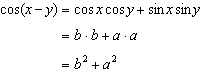 cos(x−y) = cos x cos y + sin x sin y
= b · b + a · a
= b² + a²